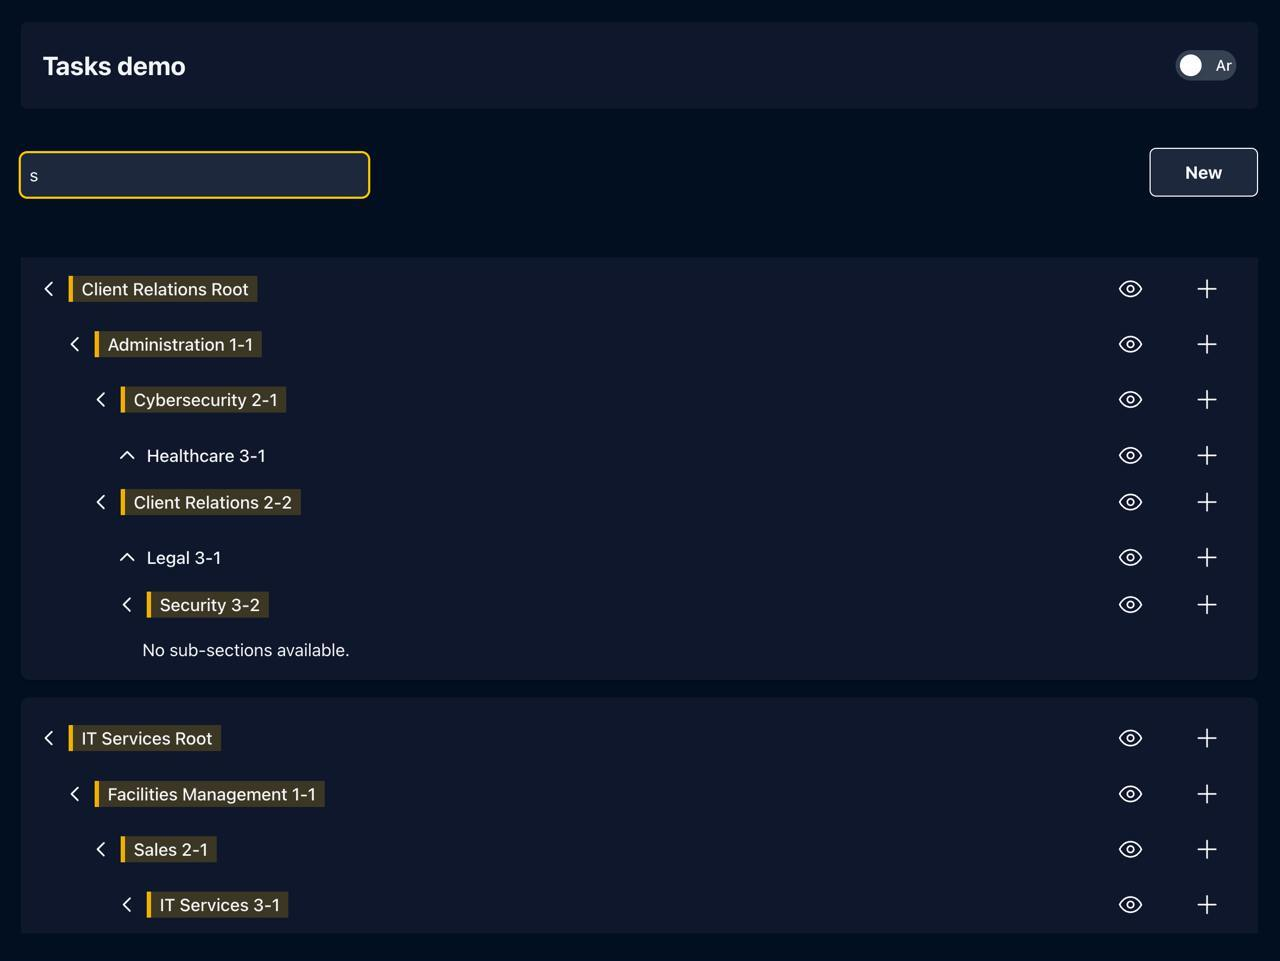 Tasks demo
Ar
s
New
Client Relations Root
Administration 1-1
Cybersecurity 2-1
Healthcare 3-1
Client Relations 2-2
Legal 3-1
Security 3-2
No sub-sections available.
IT Services Root
Facilities Management 1-1
Sales 2-1
IT Services 3-1